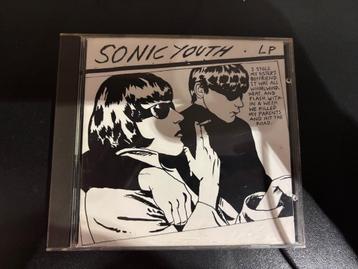 SONIC YOUTH · LP
I STOLE
MY SISTER'S
BOYFRIEND.
IT WAS ALL
WHIRLWIND,
HEAT, AND
FLASH. WITH-
IN A WEEK
WE KILLED
MY PARENTS
AND HIT THE
ROAD.